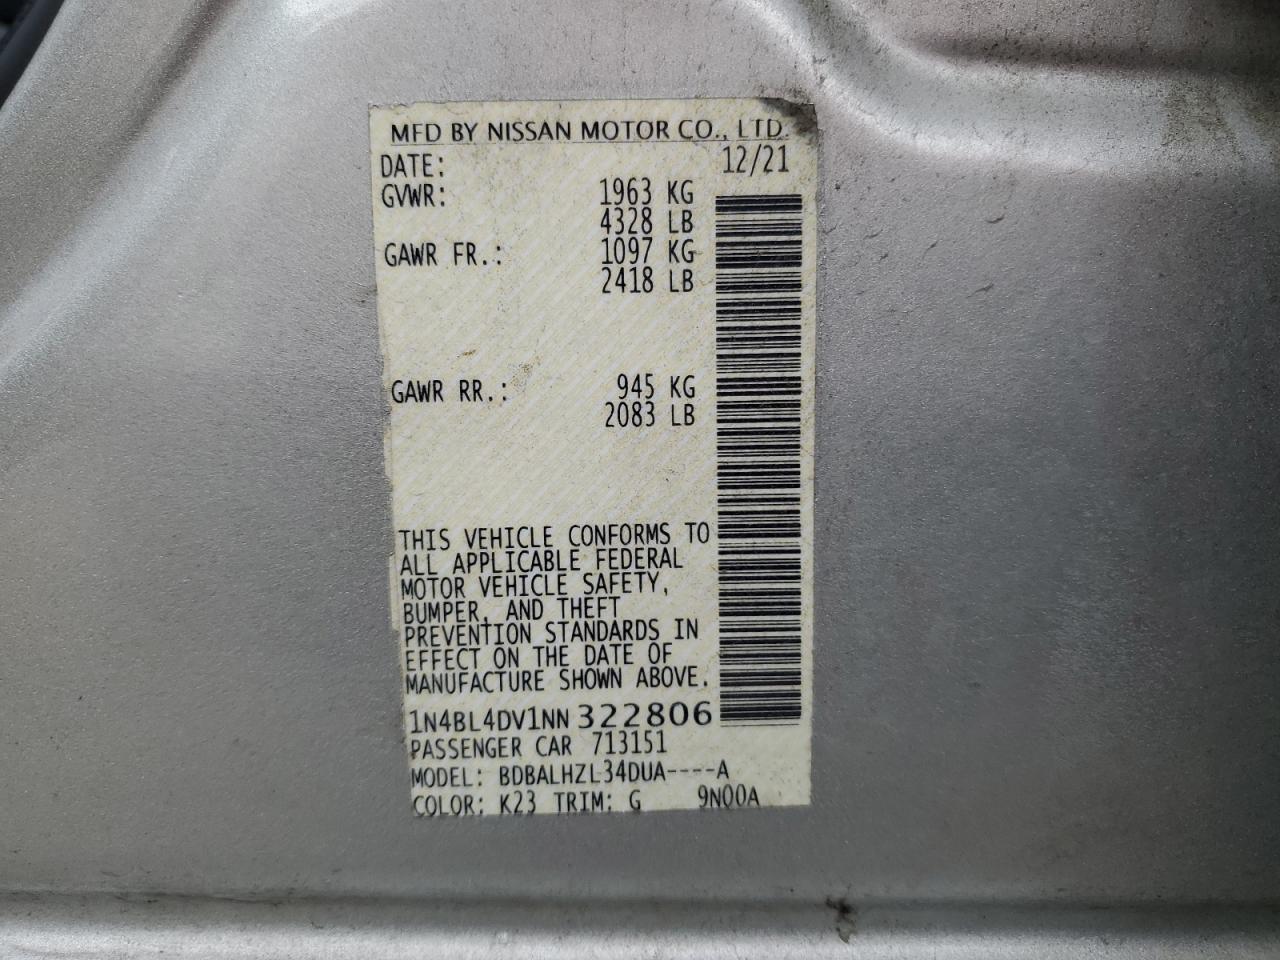 MFD BY NISSAN MOTOR CO., LTD.
DATE: 12/21
GVWR: 1963 KG
4328 LB
GAWR FR.: 1097 KG
2418 LB
GAWR RR.: 945 KG
2083 LB
THIS VEHICLE CONFORMS TO
ALL APPLICABLE FEDERAL
MOTOR VEHICLE SAFETY,
BUMPER, AND THEFT
PREVENTION STANDARDS IN
EFFECT ON THE DATE OF
MANUFACTURE SHOWN ABOVE.
1N4BL4DV1NN322806
PASSENGER CAR 713151
MODEL: BDBALHZL34DUA----A
COLOR: K23 TRIM: G 9N00A